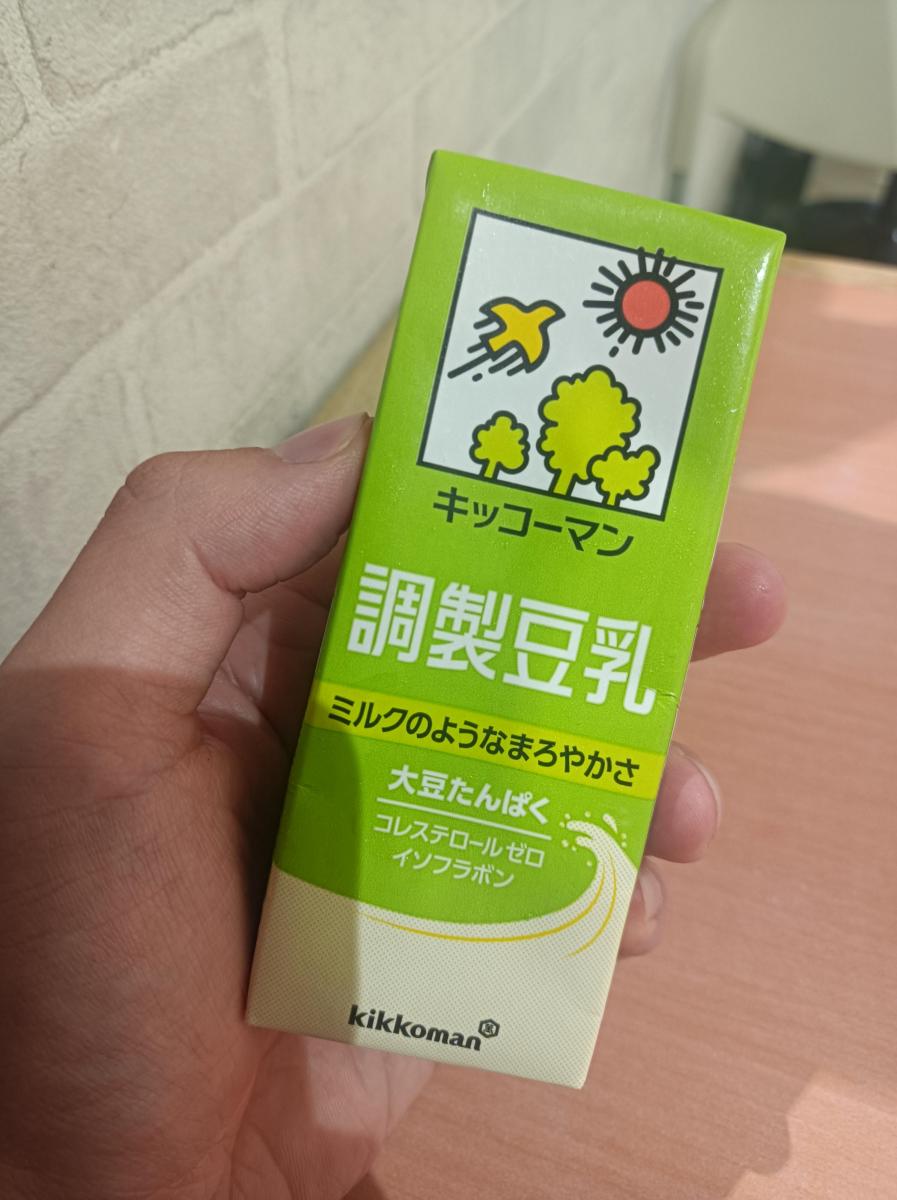 キッコーマン
調製豆乳
ミルクのようなまろやかさ
大豆たんぱく
コレステロール ゼロ
イソフラボン
kikkoman